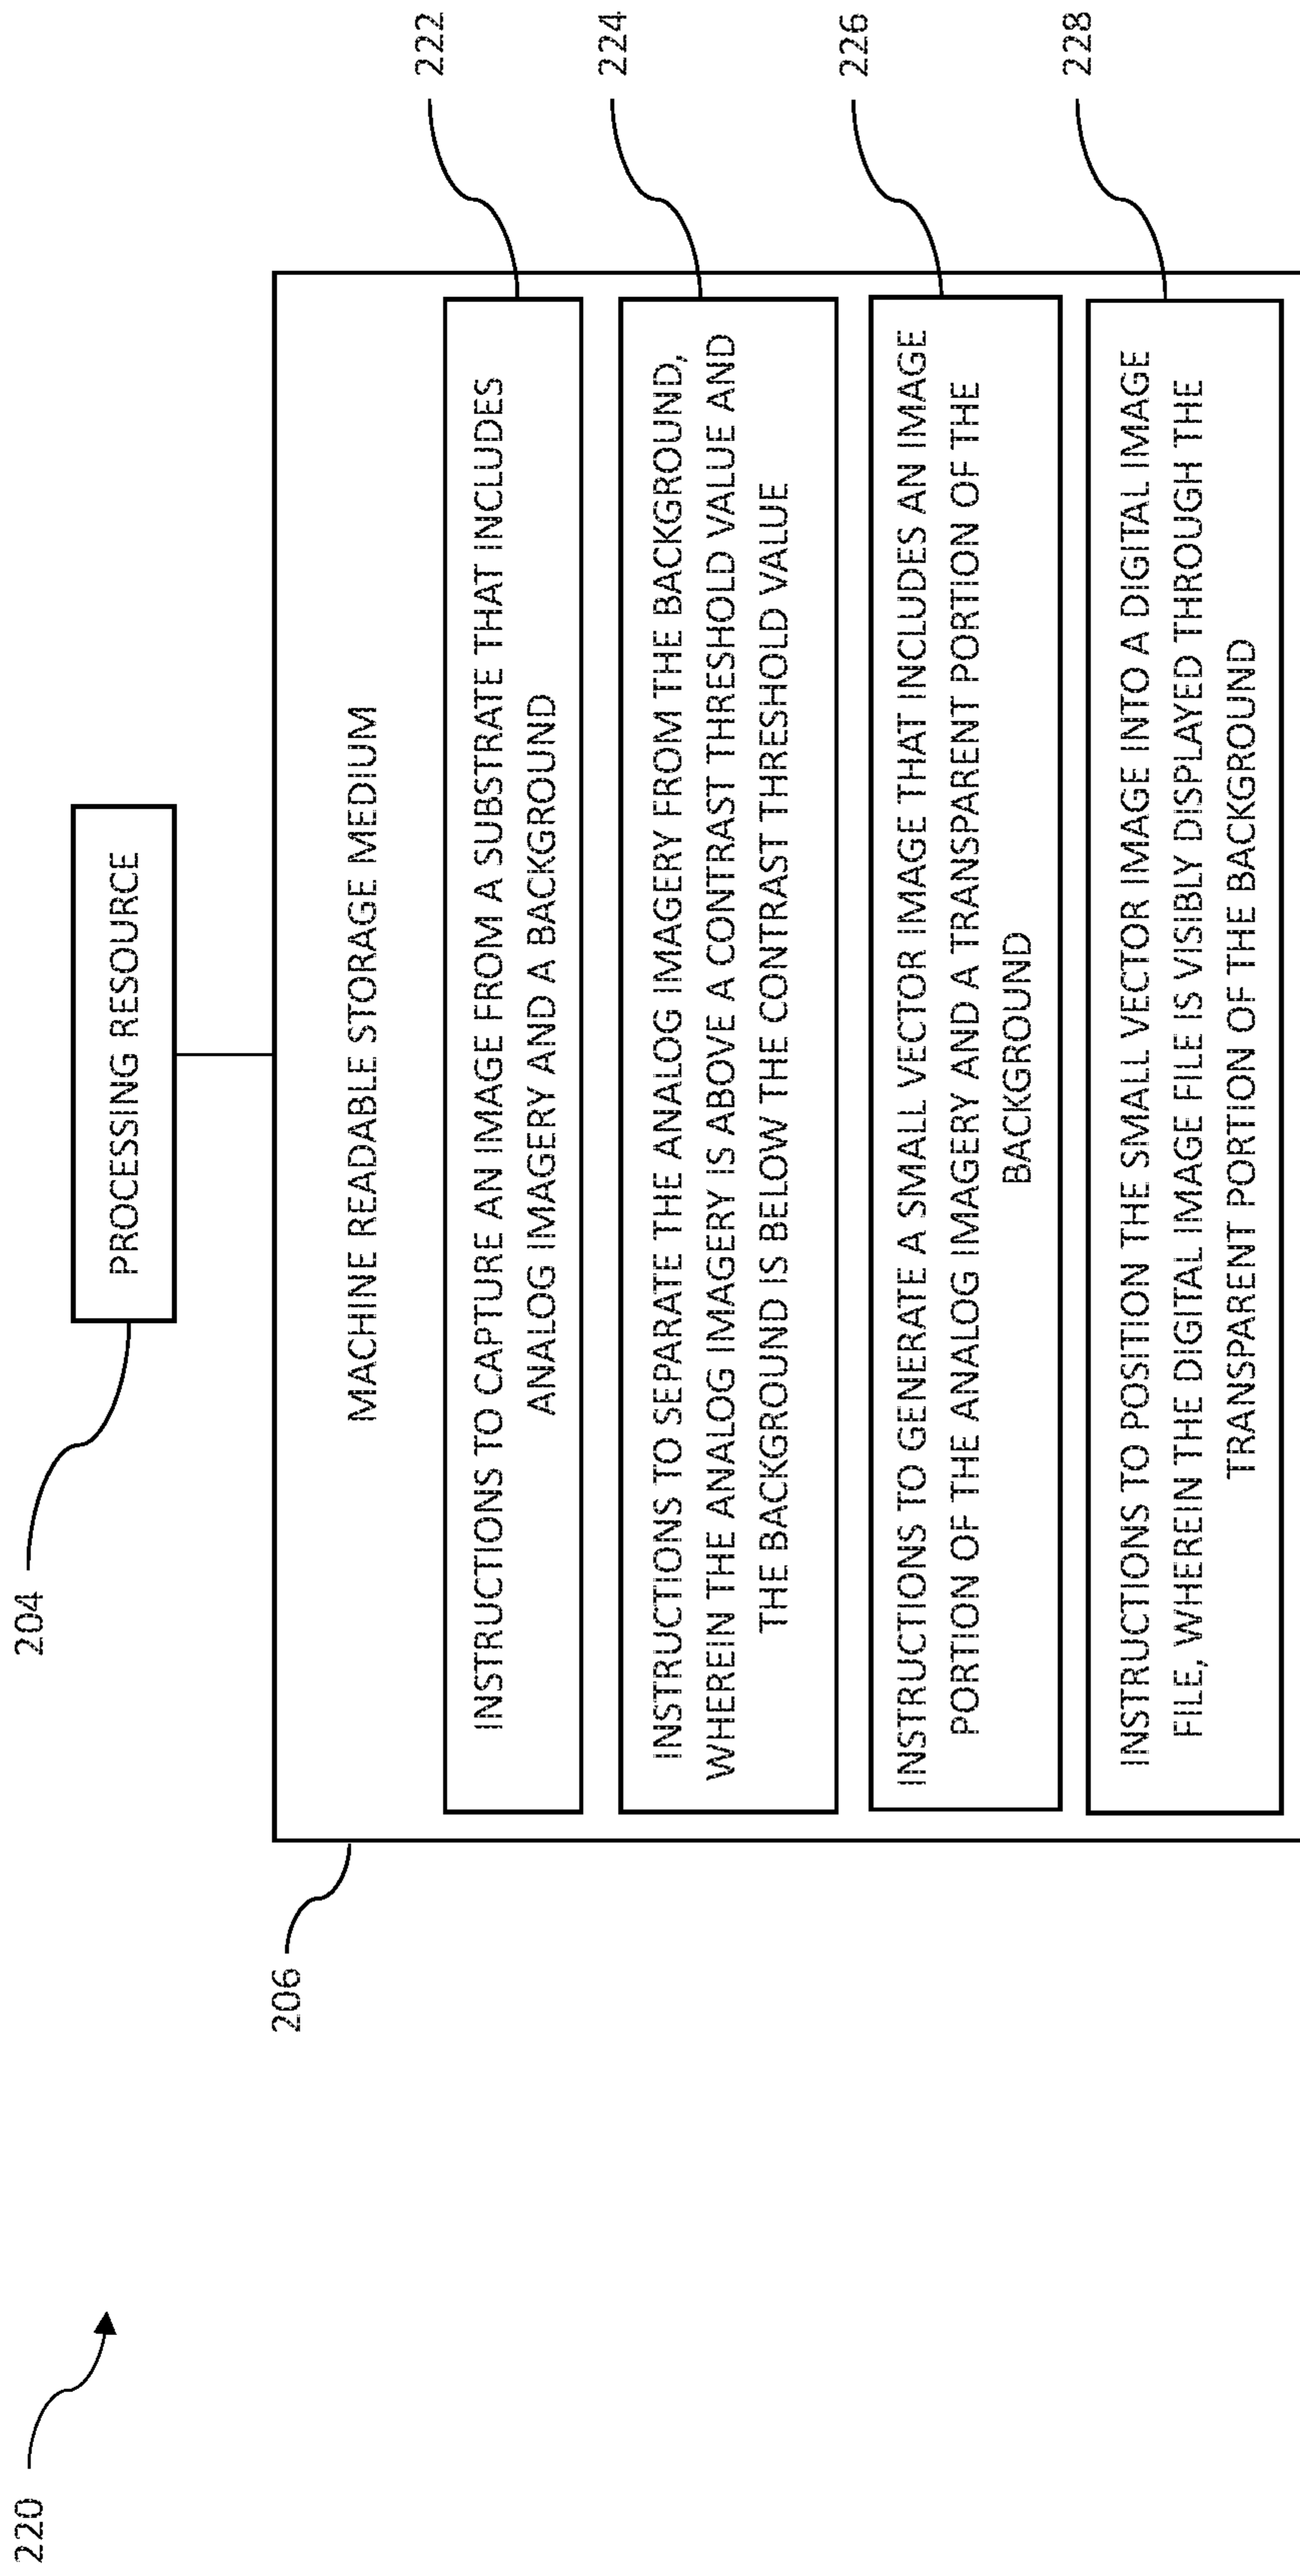 220
204
PROCESSING RESOURCE
206
MACHINE READABLE STORAGE MEDIUM
INSTRUCTIONS TO CAPTURE AN IMAGE FROM A SUBSTRATE THAT INCLUDES
ANALOG IMAGERY AND A BACKGROUND
222
INSTRUCTIONS TO SEPARATE THE ANALOG IMAGERY FROM THE BACKGROUND,
WHEREIN THE ANALOG IMAGERY IS ABOVE A CONTRAST THRESHOLD VALUE AND
THE BACKGROUND IS BELOW THE CONTRAST THRESHOLD VALUE
224
INSTRUCTIONS TO GENERATE A SMALL VECTOR IMAGE THAT INCLUDES AN IMAGE
PORTION OF THE ANALOG IMAGERY AND A TRANSPARENT PORTION OF THE
BACKGROUND
226
INSTRUCTIONS TO POSITION THE SMALL VECTOR IMAGE INTO A DIGITAL IMAGE
FILE, WHEREIN THE DIGITAL IMAGE FILE IS VISIBLY DISPLAYED THROUGH THE
TRANSPARENT PORTION OF THE BACKGROUND
228